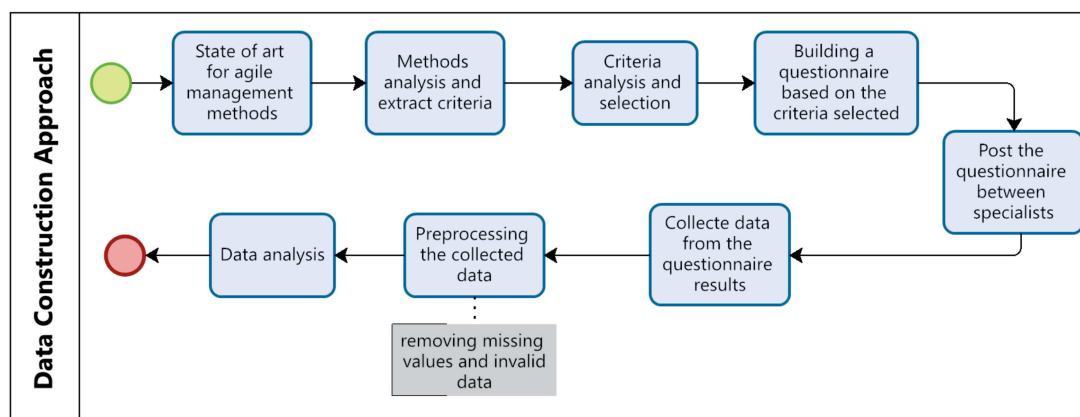 Data Construction Approach
State of art
for agile
management
methods
Methods
analysis and
extract criteria
Criteria
analysis and
selection
Building a
questionnaire
based on the
criteria selected
Post the
questionnaire
between
specialists
Collecte data
from the
questionnaire
results
Preprocessing
the collected
data
Data analysis
removing missing
values and invalid
data